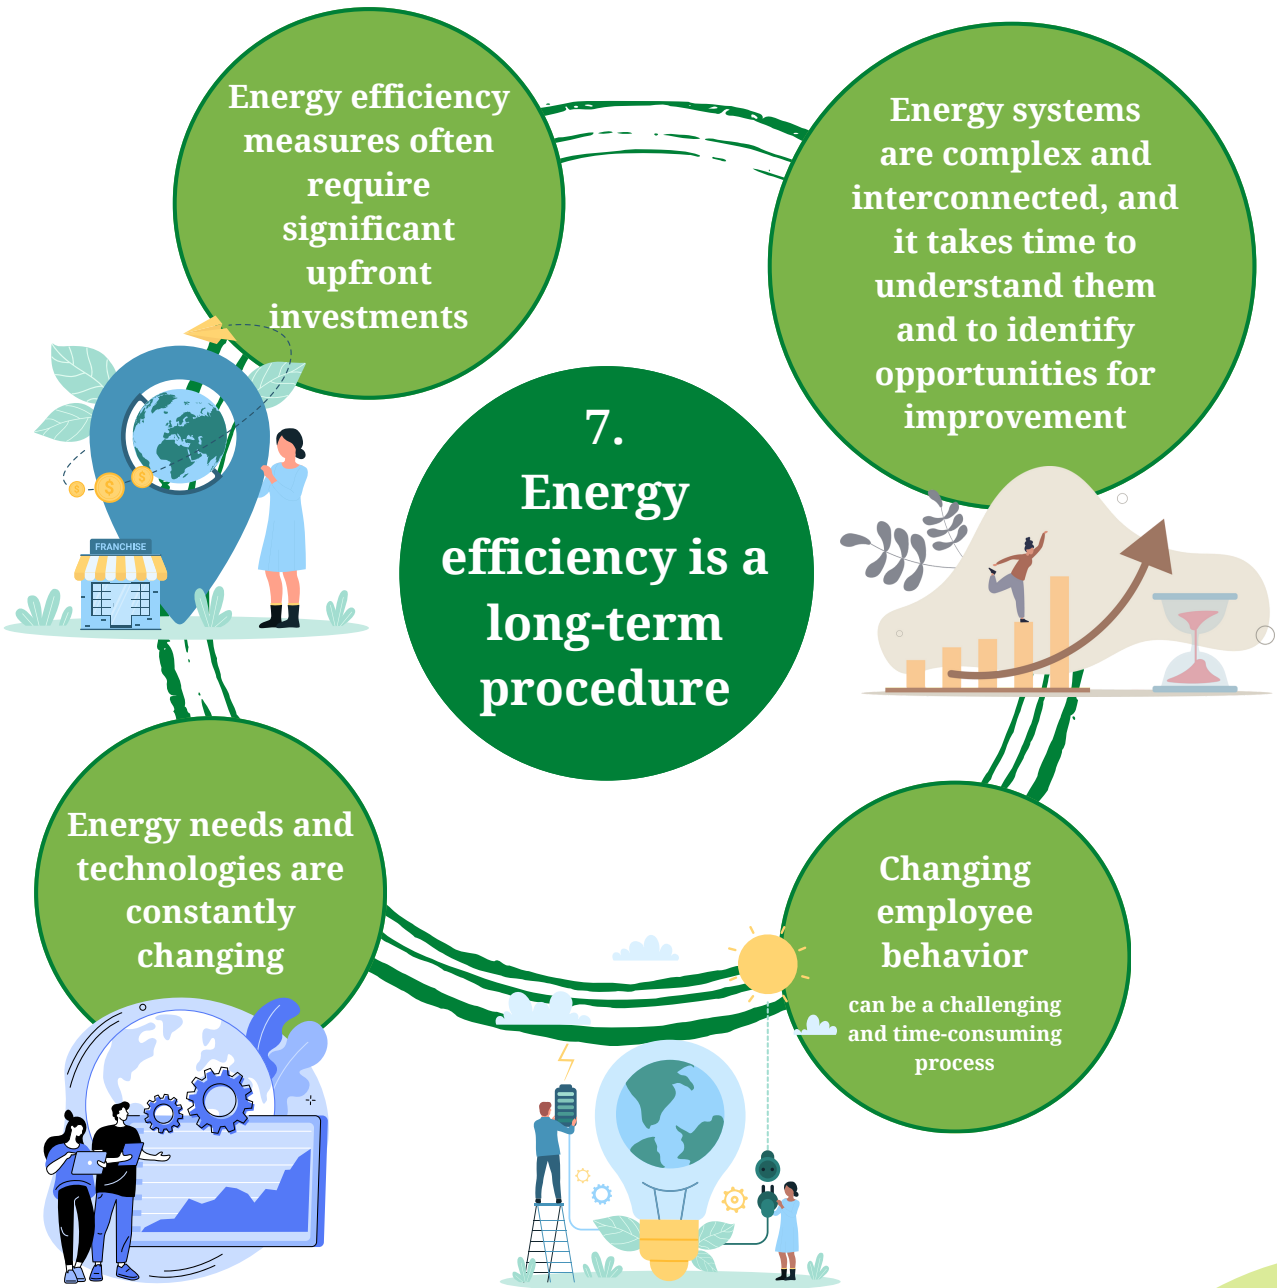 Energy efficiency
measures often
require
significant
upfront
investments
Energy systems
are complex and
interconnected, and
it takes time to
understand them
and to identify
opportunities for
improvement
7.
Energy
efficiency is a
long-term
procedure
FRANCHISE
Energy needs and
technologies are
constantly
changing
Changing
employee
behavior
can be a challenging
and time-consuming
process